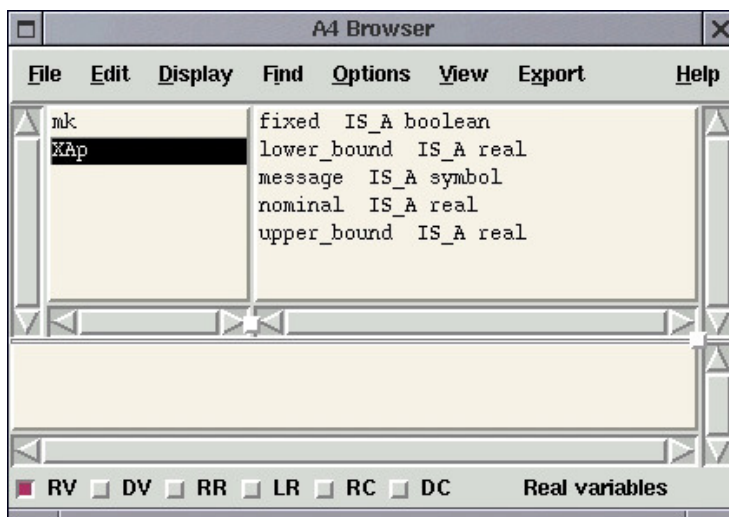 A4 Browser
File Edit Display Find Options View Export Help
mk
XAp
fixed IS_A boolean
lower_bound IS_A real
message IS_A symbol
nominal IS_A real
upper_bound IS_A real
RV DV RR LR RC DC Real variables